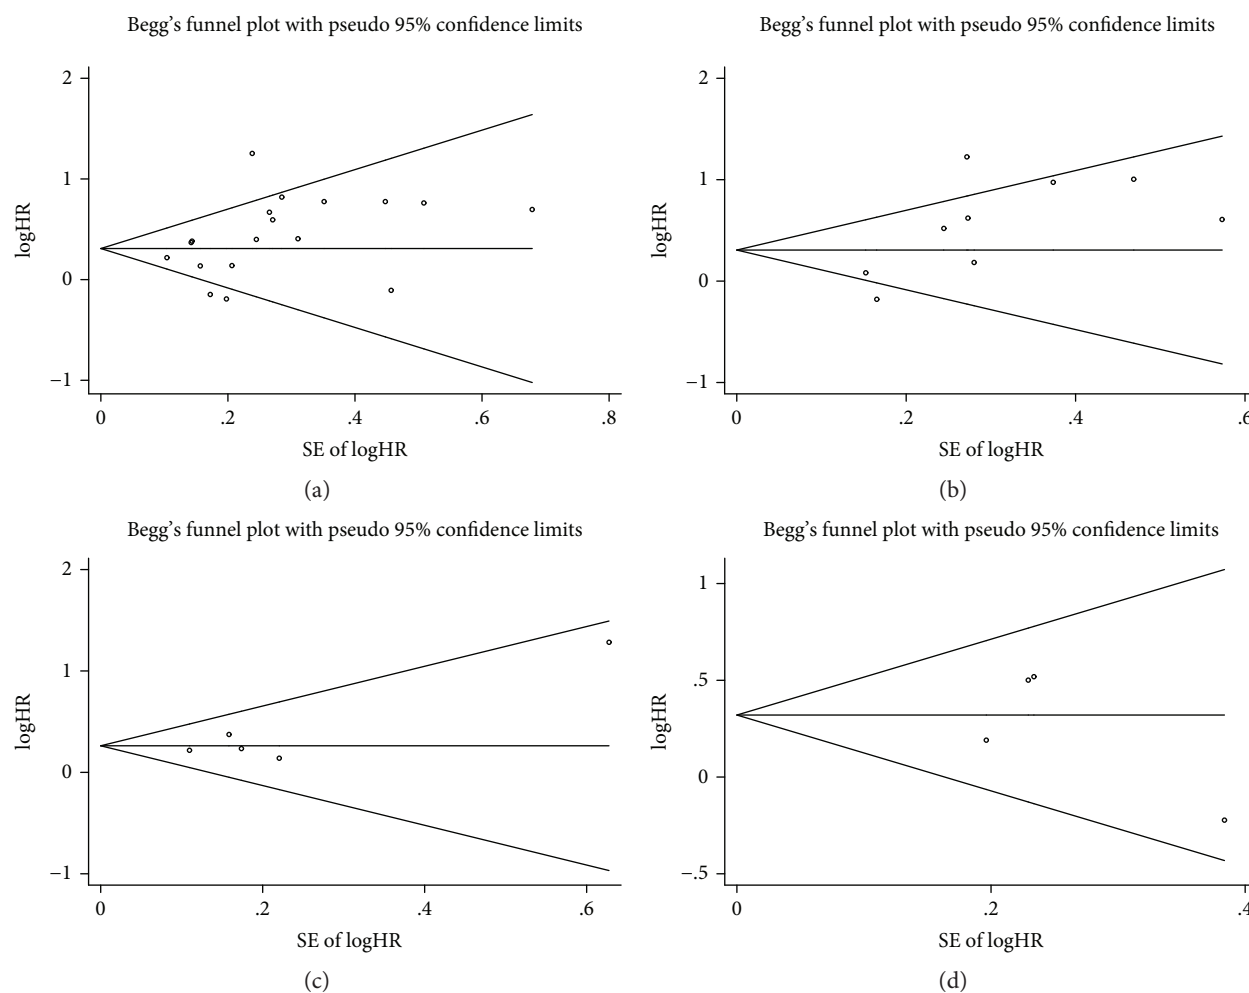 Begg's funnel plot with pseudo 95% confidence limits
2
1
0
−1
logHR
0
.2
.4
.6
.8
SE of logHR
(a)
Begg's funnel plot with pseudo 95% confidence limits
2
1
0
−1
logHR
0
.2
.4
.6
SE of logHR
(b)
Begg's funnel plot with pseudo 95% confidence limits
2
1
0
−1
logHR
0
.2
.4
.6
SE of logHR
(c)
Begg's funnel plot with pseudo 95% confidence limits
1
.5
0
−.5
logHR
0
.2
.4
SE of logHR
(d)